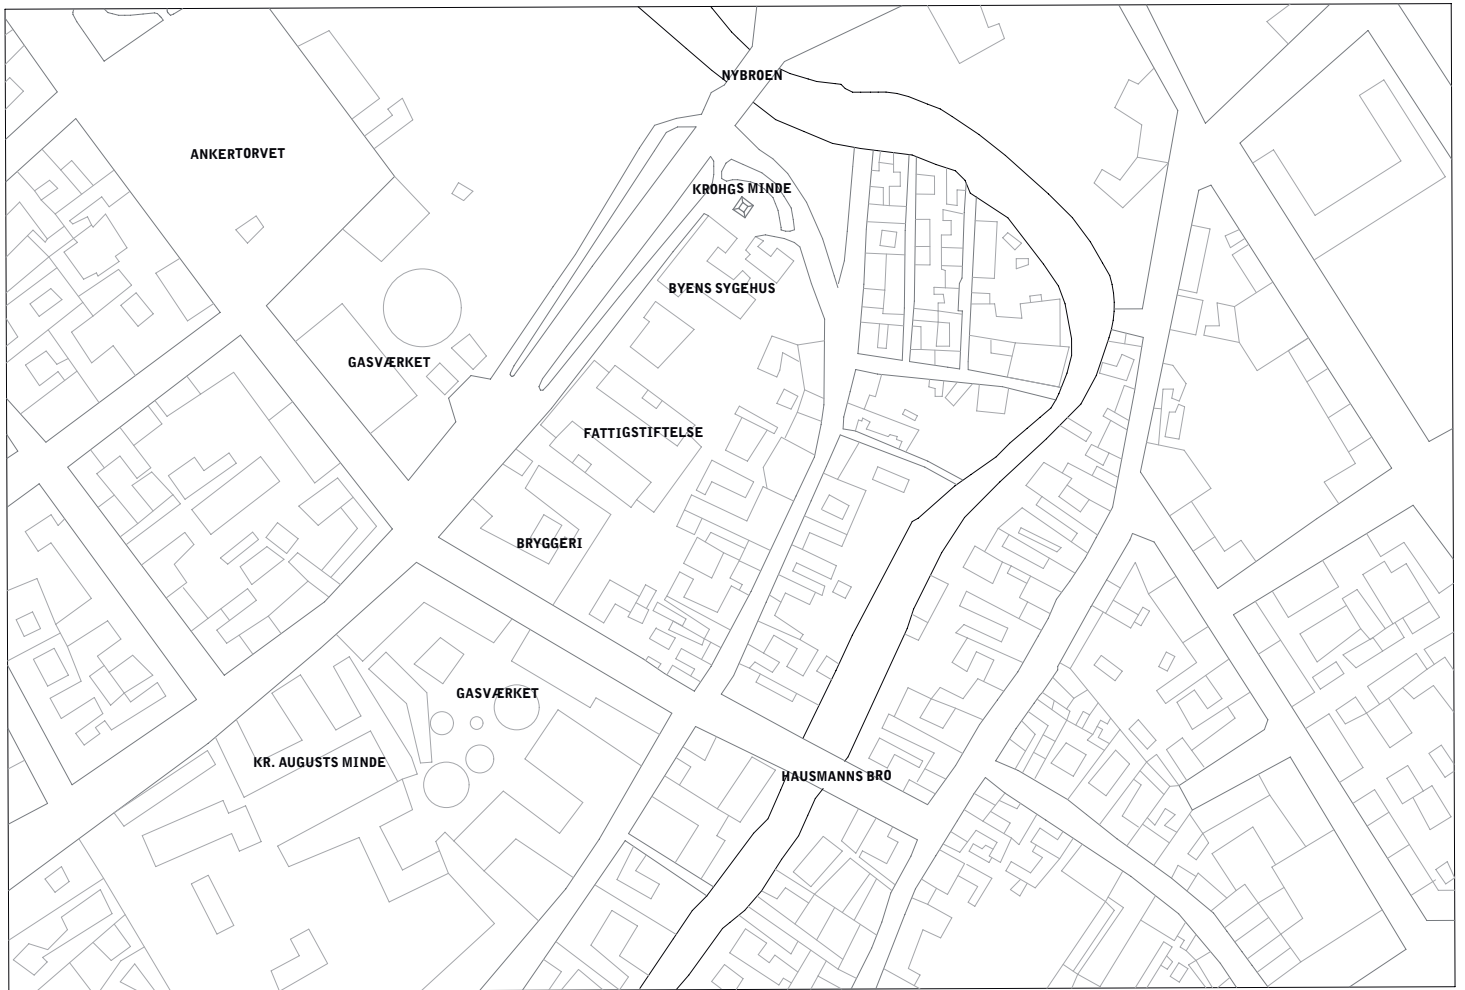 NYBROEN
ANKERTORVET
KROHGS MINDE
BYENS SYGEHUS
GASVÆRKET
FATTIGSTIFTELSE
BRYGGERI
GASVÆRKET
KR. AUGUSTS MINDE
HAUSMANNS BRO